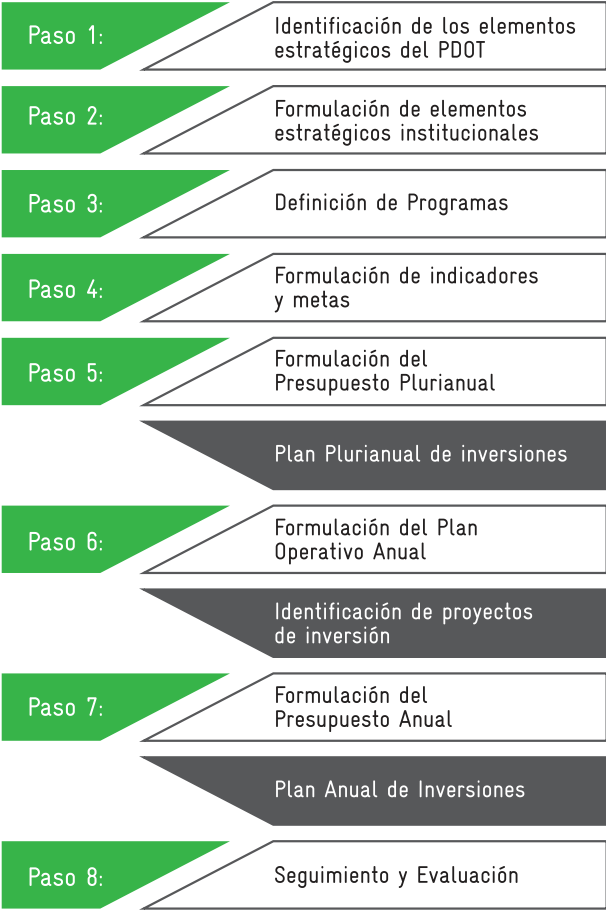 Paso 1:
Identificación de los elementos
estratégicos del PDOT
Paso 2:
Formulación de elementos
estratégicos institucionales
Paso 3:
Definición de Programas
Paso 4:
Formulación de indicadores
y metas
Paso 5:
Formulación del
Presupuesto Plurianual
Plan Plurianual de inversiones
Paso 6:
Formulación del Plan
Operativo Anual
Identificación de proyectos
de inversión
Paso 7:
Formulación del
Presupuesto Anual
Plan Anual de Inversiones
Paso 8:
Seguimiento y Evaluación